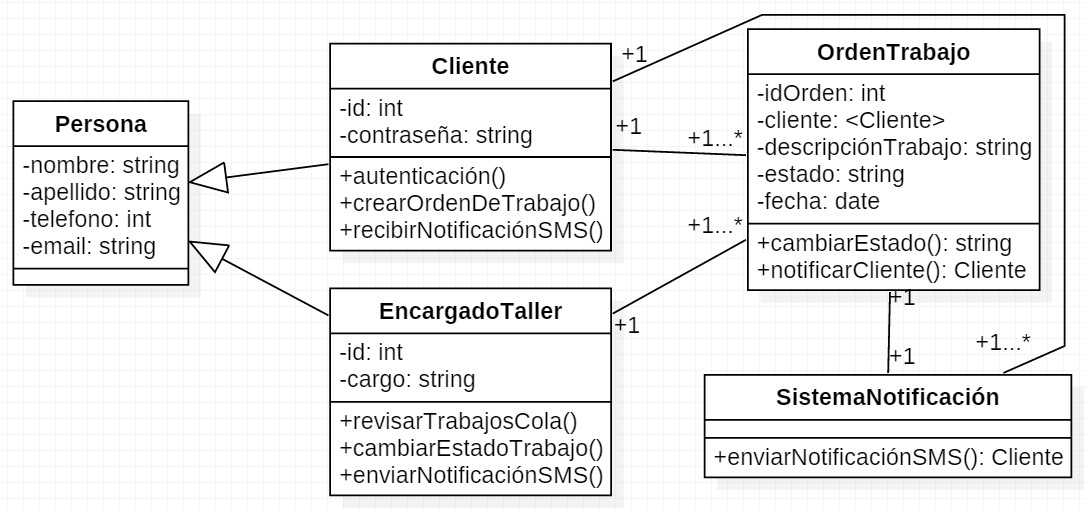 Persona
-nombre: string
-apellido: string
-telefono: int
-email: string
Cliente
-id: int
-contraseña: string
+autenticación()
+crearOrdenDeTrabajo()
+recibirNotificaciónSMS()
+1
+1
+1...*
OrdenTrabajo
-idOrden: int
-cliente: <Cliente>
-descripciónTrabajo: string
-estado: string
-fecha: date
+cambiarEstado(): string
+notificarCliente(): Cliente
+1...*
+1
EncargadoTaller
-id: int
-cargo: string
+revisarTrabajosCola()
+cambiarEstadoTrabajo()
+enviarNotificaciónSMS()
+1
+1
+1...*
SistemaNotificación
+enviarNotificaciónSMS(): Cliente